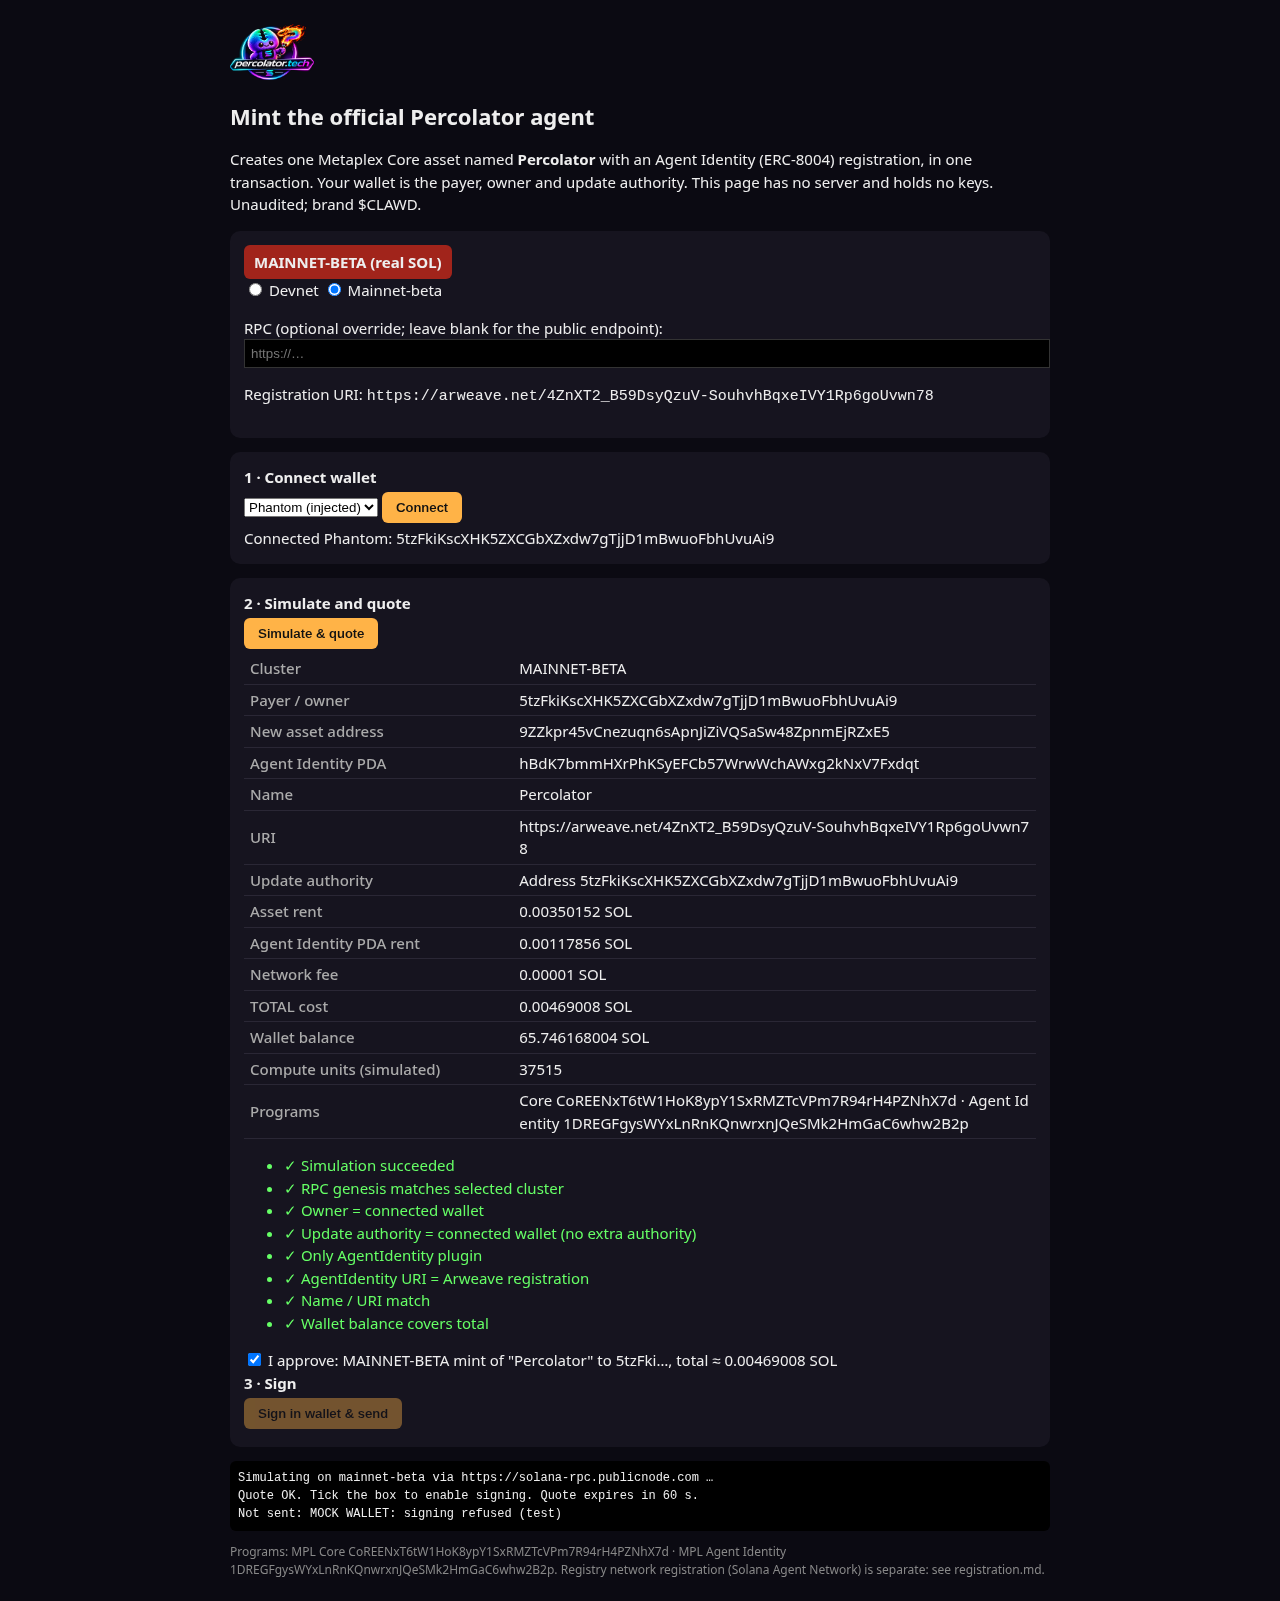 percolator.tech
Mint the official Percolator agent
Creates one Metaplex Core asset named Percolator with an Agent Identity (ERC-8004) registration, in one
transaction. Your wallet is the payer, owner and update authority. This page has no server and holds no keys.
Unaudited; brand $CLAWD.
MAINNET-BETA (real SOL)
Devnet Mainnet-beta
RPC (optional override; leave blank for the public endpoint):
https://…
Registration URI: https://arweave.net/4ZnXT2_B59DsyQzuV-SouhvhBqxeIVY1Rp6goUvwn78
1 · Connect wallet
Phantom (injected) Connect
Connected Phantom: 5tzFkiKscXHK5ZXCGbXZxdw7gTjjD1mBwuoFbhUvuAi9
2 · Simulate and quote
Simulate & quote
Cluster MAINNET-BETA
Payer / owner 5tzFkiKscXHK5ZXCGbXZxdw7gTjjD1mBwuoFbhUvuAi9
New asset address 9ZZkpr45vCnezuqn6sApnJiZiVQSaSw48ZpnmEjRZxE5
Agent Identity PDA hBdK7bmmHXrPhKSyEFCb57WrwWchAWxg2kNxV7Fxdqt
Name Percolator
URI https://arweave.net/4ZnXT2_B59DsyQzuV-SouhvhBqxeIVY1Rp6goUvwn7
8
Update authority Address 5tzFkiKscXHK5ZXCGbXZxdw7gTjjD1mBwuoFbhUvuAi9
Asset rent 0.00350152 SOL
Agent Identity PDA rent 0.00117856 SOL
Network fee 0.00001 SOL
TOTAL cost 0.00469008 SOL
Wallet balance 65.746168004 SOL
Compute units (simulated) 37515
Programs Core CoREENxT6tW1HoK8ypY1SxRMZTcVPm7R94rH4PZNhX7d · Agent Id
entity 1DREGFgysWYxLnRnKQnwrxnJQeSMk2HmGaC6whw2B2p
✓ Simulation succeeded
✓ RPC genesis matches selected cluster
✓ Owner = connected wallet
✓ Update authority = connected wallet (no extra authority)
✓ Only AgentIdentity plugin
✓ AgentIdentity URI = Arweave registration
✓ Name / URI match
✓ Wallet balance covers total
I approve: MAINNET-BETA mint of "Percolator" to 5tzFki…, total ≈ 0.00469008 SOL
3 · Sign
Sign in wallet & send
Simulating on mainnet-beta via https://solana-rpc.publicnode.com …
Quote OK. Tick the box to enable signing. Quote expires in 60 s.
Not sent: MOCK WALLET: signing refused (test)
Programs: MPL Core CoREENxT6tW1HoK8ypY1SxRMZTcVPm7R94rH4PZNhX7d · MPL Agent Identity
1DREGFgysWYxLnRnKQnwrxnJQeSMk2HmGaC6whw2B2p. Registry network registration (Solana Agent Network) is separate: see registration.md.